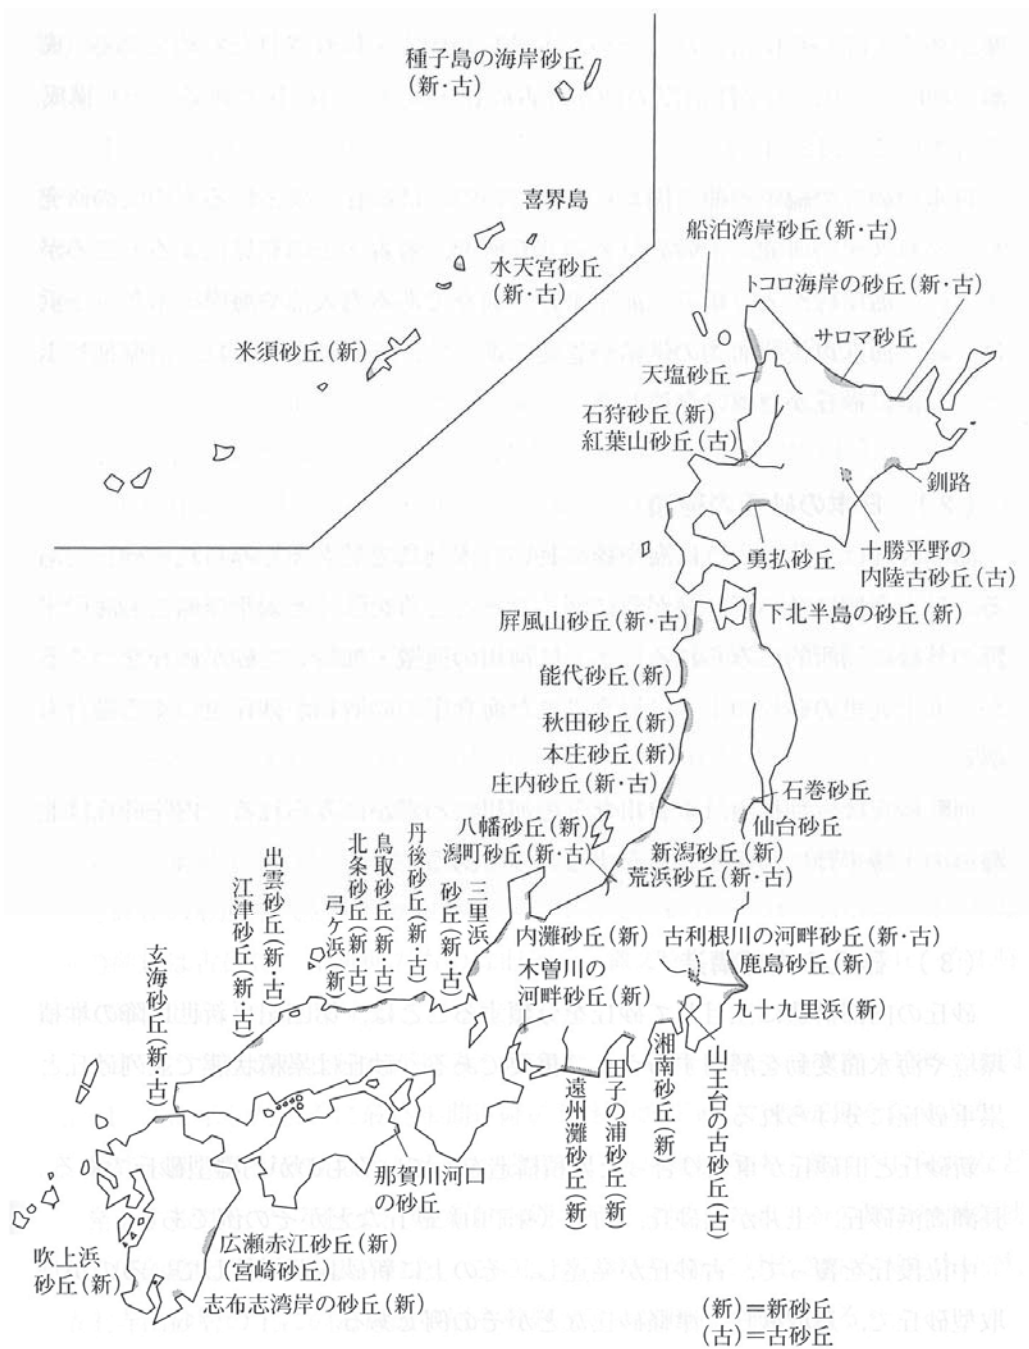 種子島の海岸砂丘
(新・古)
喜界島
水天宮砂丘
(新・古)
米須砂丘(新)
船泊湾岸砂丘(新・古)
トコロ海岸の砂丘(新・古)
サロマ砂丘
天塩砂丘
石狩砂丘(新)
紅葉山砂丘(古)
釧路
勇払砂丘
十勝平野の
内陸古砂丘(古)
屛風山砂丘(新・古)
下北半島の砂丘(新)
能代砂丘(新)
秋田砂丘(新)
本庄砂丘(新)
庄内砂丘(新・古)
石巻砂丘
仙台砂丘
八幡砂丘(新)
潟町砂丘(新・古)
新潟砂丘(新)
荒浜砂丘(新・古)
三里浜
砂丘(新・古)
丹後砂丘(新・古)
鳥取砂丘(新・古)
北条砂丘(新・古)
弓ヶ浜(新)
出雲砂丘(新・古)
江津砂丘(新・古)
玄海砂丘(新・古)
内灘砂丘(新)
木曽川の
河畔砂丘(新)
古利根川の河畔砂丘(新・古)
鹿島砂丘(新)
九十九里浜(新)
山王台の古砂丘(古)
湘南砂丘(新)
田子の浦砂丘(新)
遠州灘砂丘(新)
那賀川河口
の砂丘
広瀬赤江砂丘(新)
(宮崎砂丘)
吹上浜
砂丘(新)
志布志湾岸の砂丘(新)
(新)=新砂丘
(古)=古砂丘